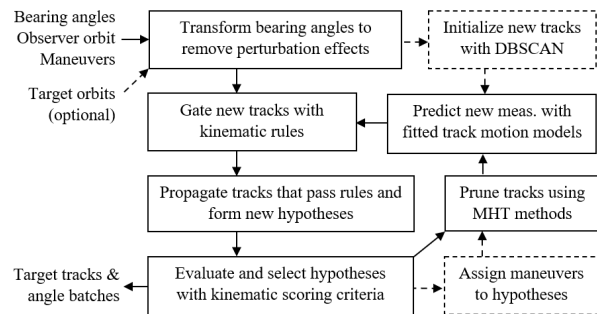 Bearing angles
Observer orbit
Maneuvers
Target orbits
(optional)
Transform bearing angles to
remove perturbation effects
Initialize new tracks
with DBSCAN
Gate new tracks with
kinematic rules
Predict new meas. with
fitted track motion models
Propagate tracks that pass rules and
form new hypotheses
Prune tracks using
MHT methods
Target tracks &
angle batches
Evaluate and select hypotheses
with kinematic scoring criteria
Assign maneuvers
to hypotheses